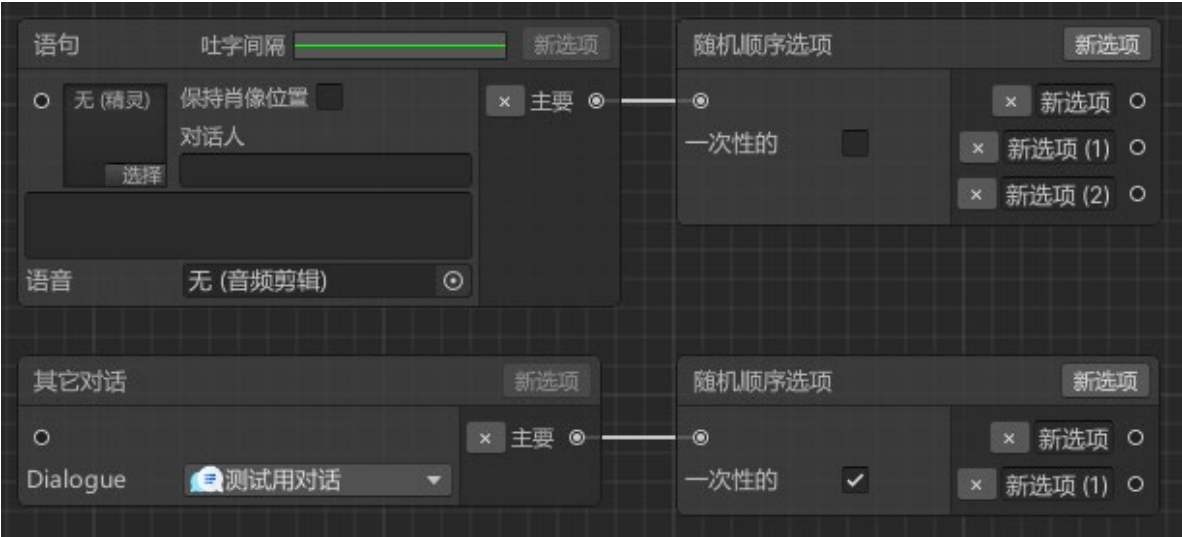 语句 吐字间隔 新选项
无 (精灵) 保持肖像位置 × 主要
对话人
选择
语音 无 (音频剪辑)
随机顺序选项 新选项
× 新选项
一次性的 × 新选项 (1)
× 新选项 (2)
其它对话 新选项
× 主要
Dialogue 测试用对话
随机顺序选项 新选项
× 新选项
一次性的 × 新选项 (1)